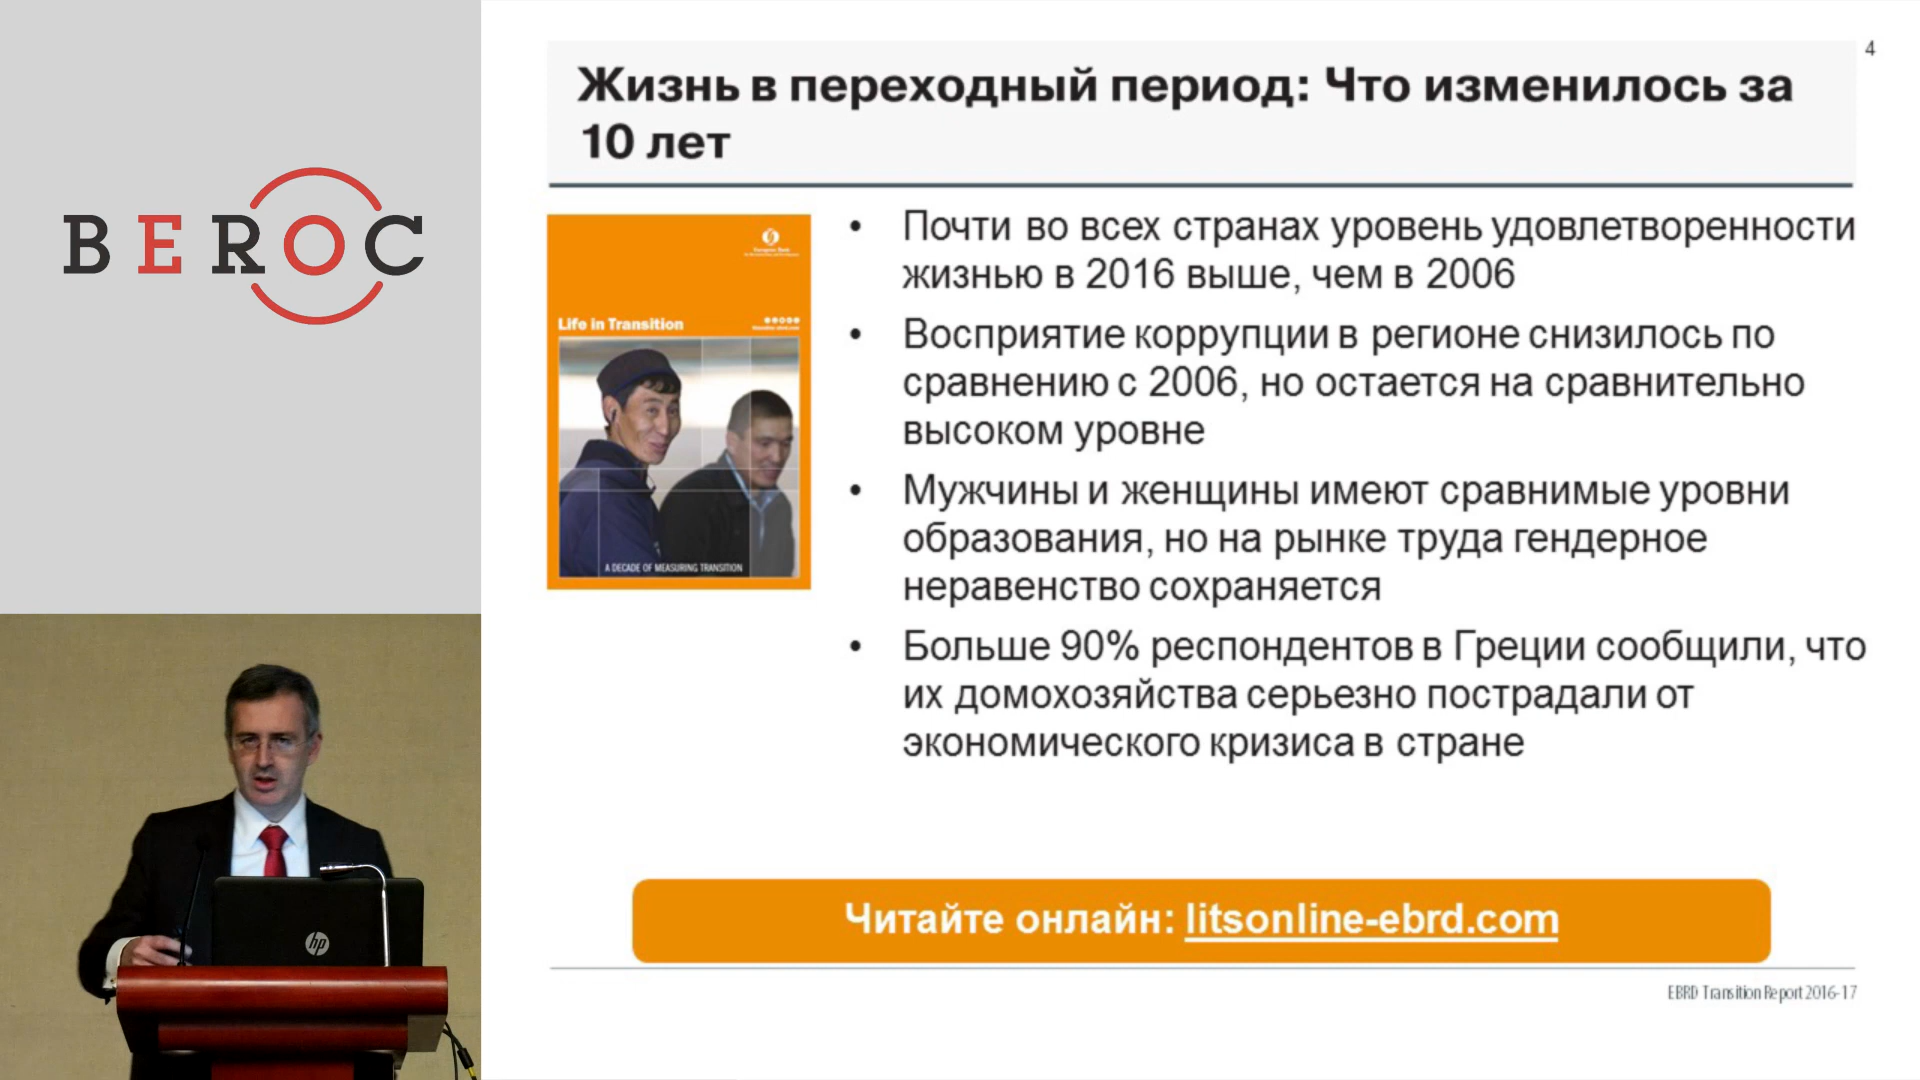 BEROC
4
Жизнь в переходный период: Что изменилось за
10 лет
Life in Transition
A DECADE OF MEASURING TRANSITION
• Почти во всех странах уровень удовлетворенности
жизнью в 2016 выше, чем в 2006
• Восприятие коррупции в регионе снизилось по
сравнению с 2006, но остается на сравнительно
высоком уровне
• Мужчины и женщины имеют сравнимые уровни
образования, но на рынке труда гендерное
неравенство сохраняется
• Больше 90% респондентов в Греции сообщили, что
их домохозяйства серьезно пострадали от
экономического кризиса в стране
Читайте онлайн: litsonline-ebrd.com
EBRD Transition Report 2016-17
hp